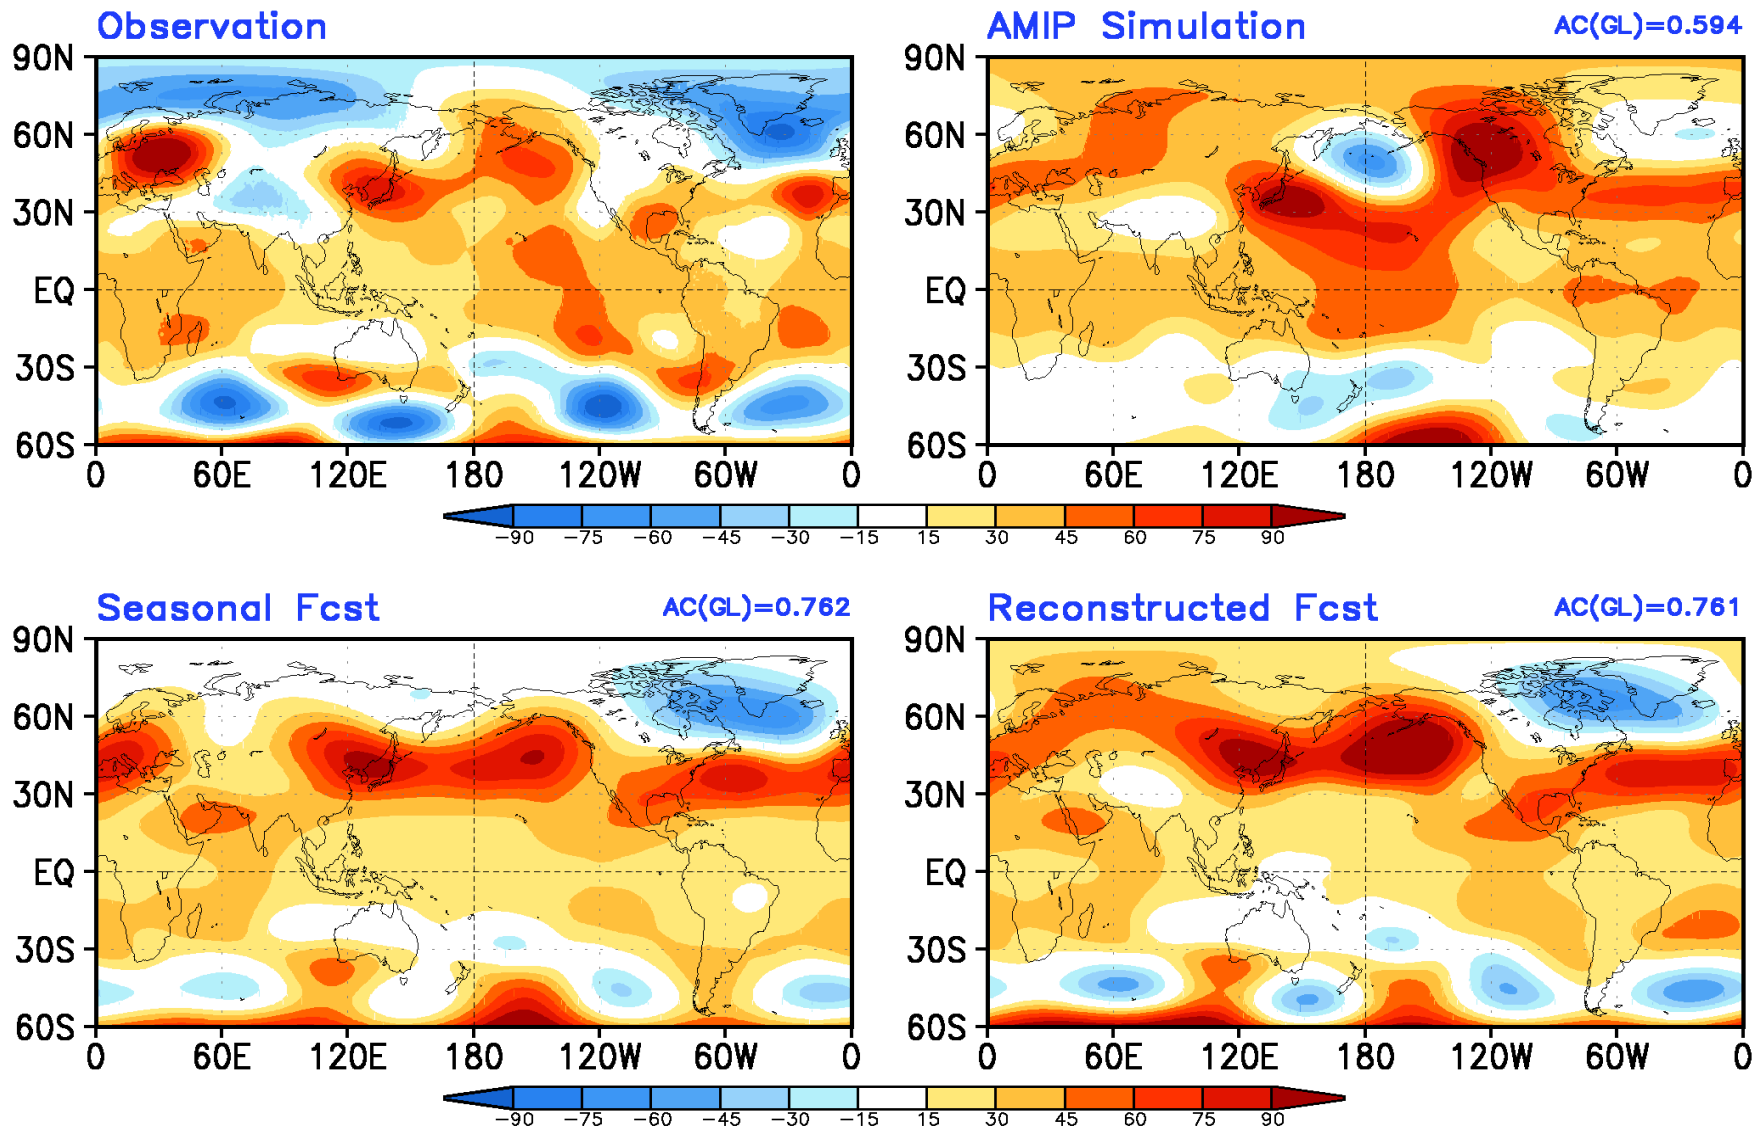 Observation
AMIP Simulation AC(GL)=0.594
90N 90N
60N 60N
30N 30N
EQ EQ
30S 30S
60S 60S
0 60E 120E 180 120W 60W 0 0 60E 120E 180 120W 60W 0
-90 -75 -60 -45 -30 -15 15 30 45 60 75 90
Seasonal Fcst AC(GL)=0.762
Reconstructed Fcst AC(GL)=0.761
90N 90N
60N 60N
30N 30N
EQ EQ
30S 30S
60S 60S
0 60E 120E 180 120W 60W 0 0 60E 120E 180 120W 60W 0
-90 -75 -60 -45 -30 -15 15 30 45 60 75 90